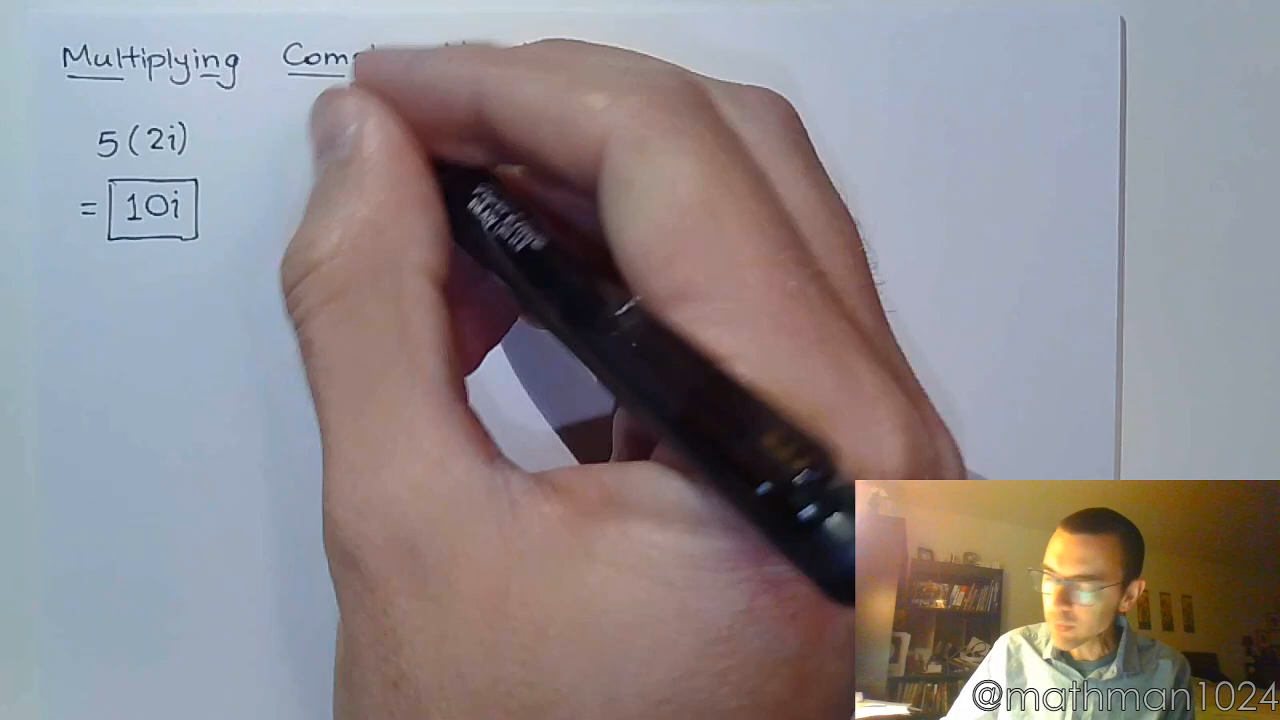 Multiplying Com
5(2i)
= 10i
@mathman1024